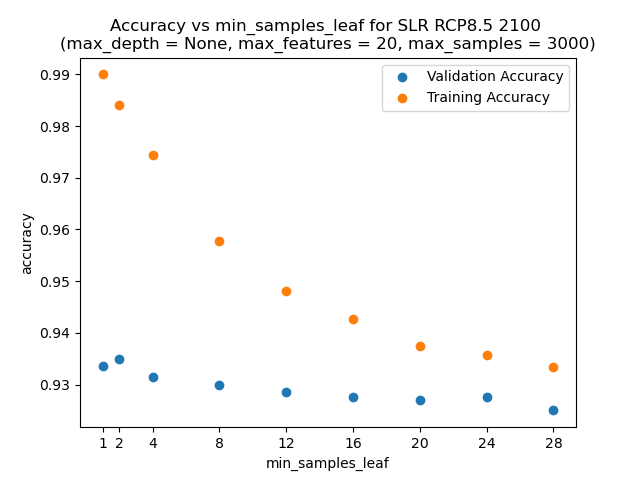 Accuracy vs min_samples_leaf for SLR RCP8.5 2100
(max_depth = None, max_features = 20, max_samples = 3000)
Validation Accuracy
Training Accuracy
accuracy
0.99
0.98
0.97
0.96
0.95
0.94
0.93
1 2 4 8 12 16 20 24 28
min_samples_leaf